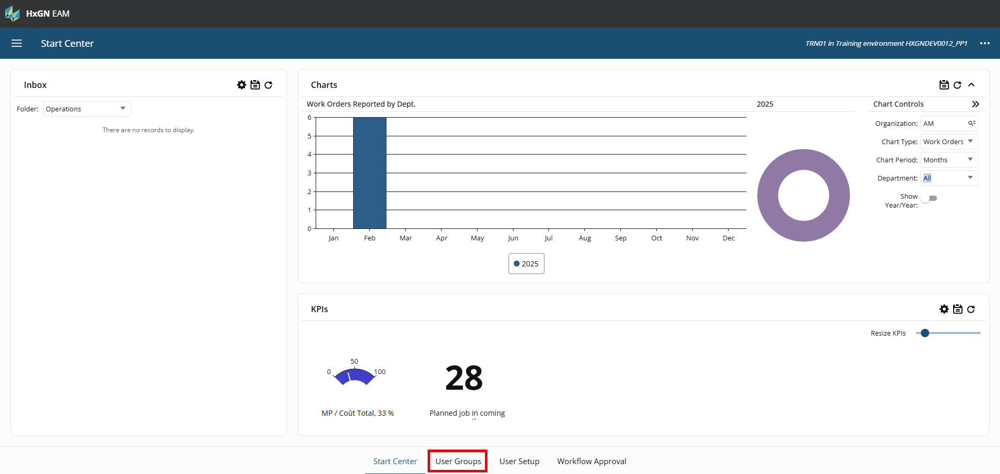 HxGN EAM
Start Center
TRN01 in Training environment HXGNDEV0012_PP1
Inbox
Folder: Operations
There are no records to display.
Charts
Work Orders Reported by Dept.
2025
6
5
4
3
2
1
0
Jan Feb Mar Apr May Jun Jul Aug Sep Oct Nov Dec
2025
Chart Controls
Organization: AM
Chart Type: Work Orders
Chart Period: Months
Department: All
Show
Year/Year:
KPIs
Resize KPIs
0 50 100
MP / Coût Total, 33 %
28
Planned job in coming
Start Center User Groups User Setup Workflow Approval